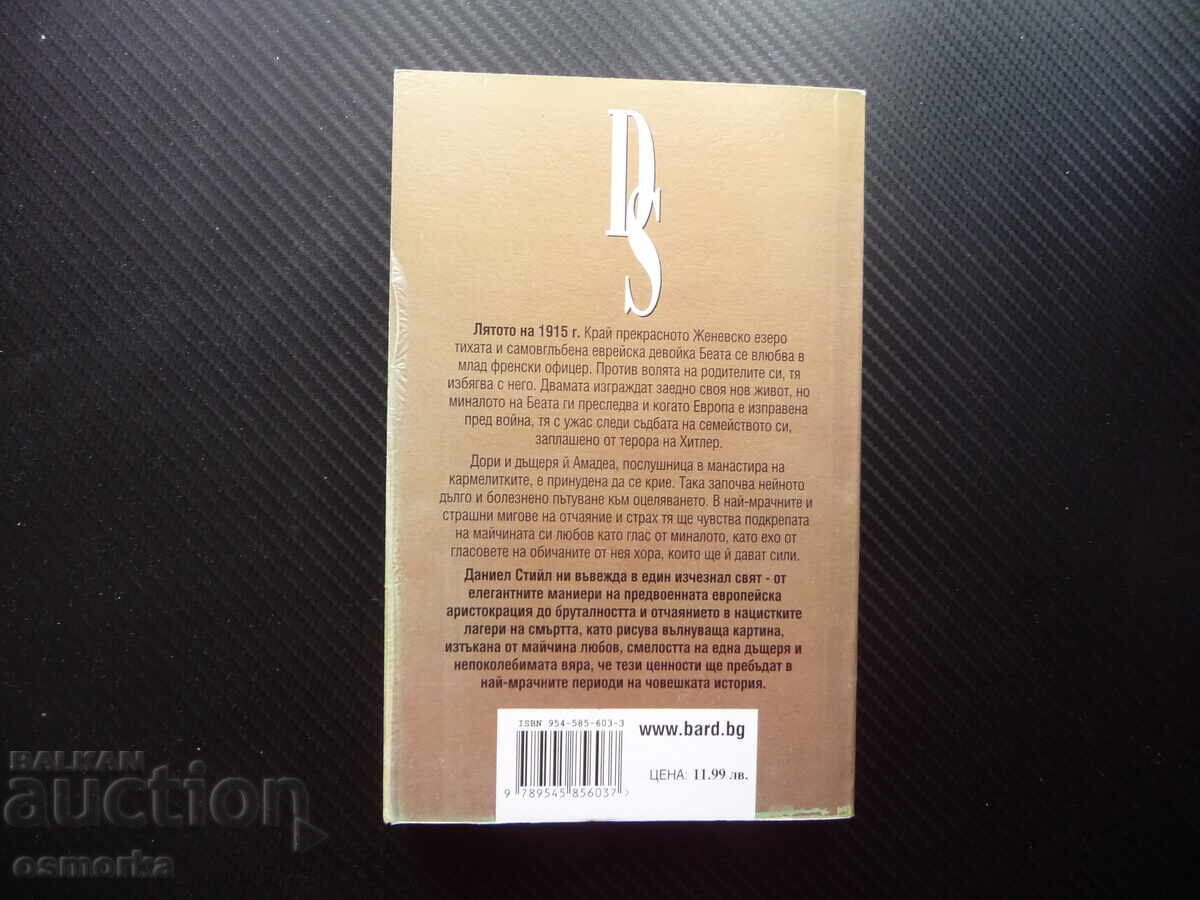 DS
Лятото на 1915 г. Край прекрасното Женевско езеро
тихата и самовглъбена еврейска девойка Беата се влюбва в
млад френски офицер. Против волята на родителите си, тя
избягва с него. Двамата изграждат заедно своя нов живот, но
миналото на Беата ги преследва и когато Европа е изправена
пред война, тя с ужас следи съдбата на семейството си,
заплашено от терора на Хитлер.
Дори и дъщеря й Амадеа, послушница в манастира на
кармелитките, е принудена да се крие. Така започва нейното
дълго и болезнено пътуване към оцеляването. В най-мрачните и
страшни мигове на отчаяние и страх тя ще чувства подкрепата
на майчината си любов като глас от миналото, като ехо от
гласовете на обичаните от нея хора, които ще й дават сили.
Даниел Стийл ни въвежда в един изчезнал свят - от
елегантните маниери на предвоенната европейска
аристокрация до бруталността и отчаянието в нацистките
лагери на смъртта, като рисува вълнуваща картина,
изтъкана от майчина любов, смелостта на една дъщеря и
непоколебимата вяра, че тези ценности ще пребъдат в
най-мрачните периоди на човешката история.
ISBN 954-585-603-3
www.bard.bg
ЦЕНА: 11.99 лв.
9 789545 856037 >
BALKAN
auction
osmorka